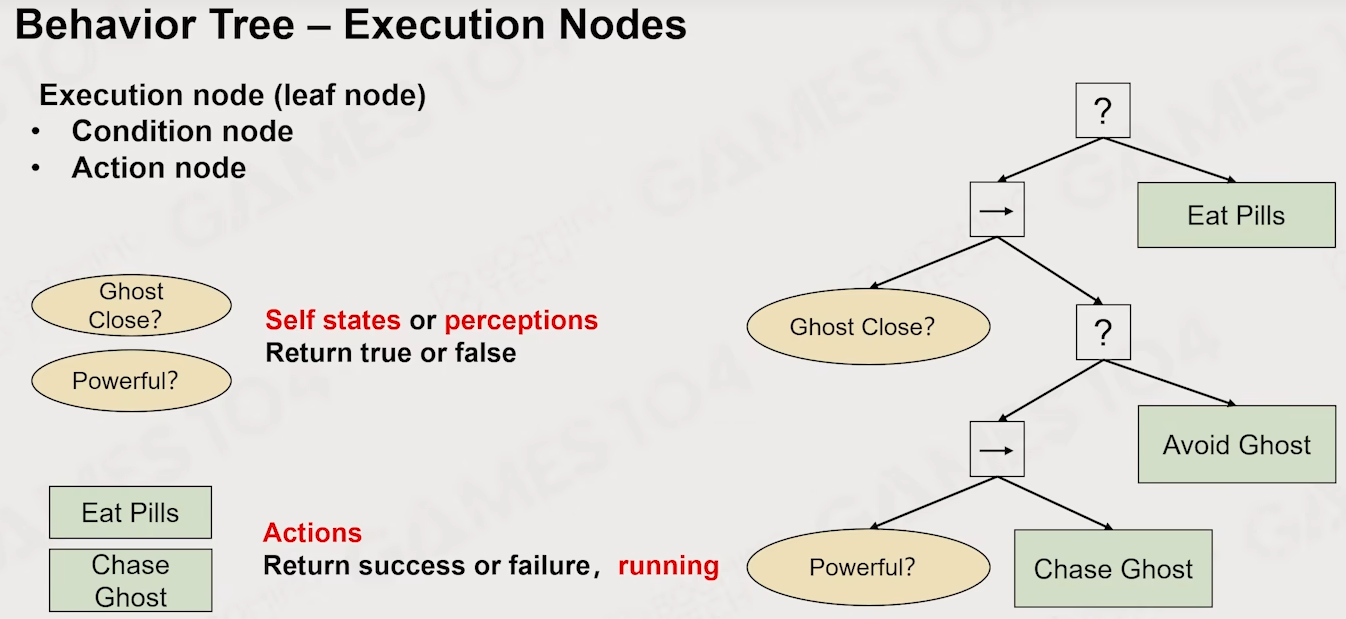 Behavior Tree – Execution Nodes
Execution node (leaf node)
• Condition node
• Action node
Ghost
Close?
Powerful?
Self states or perceptions
Return true or false
Eat Pills
Chase
Ghost
Actions
Return success or failure，running
?
→
Eat Pills
Ghost Close?
?
→
Avoid Ghost
Powerful?
Chase Ghost
GAMES104